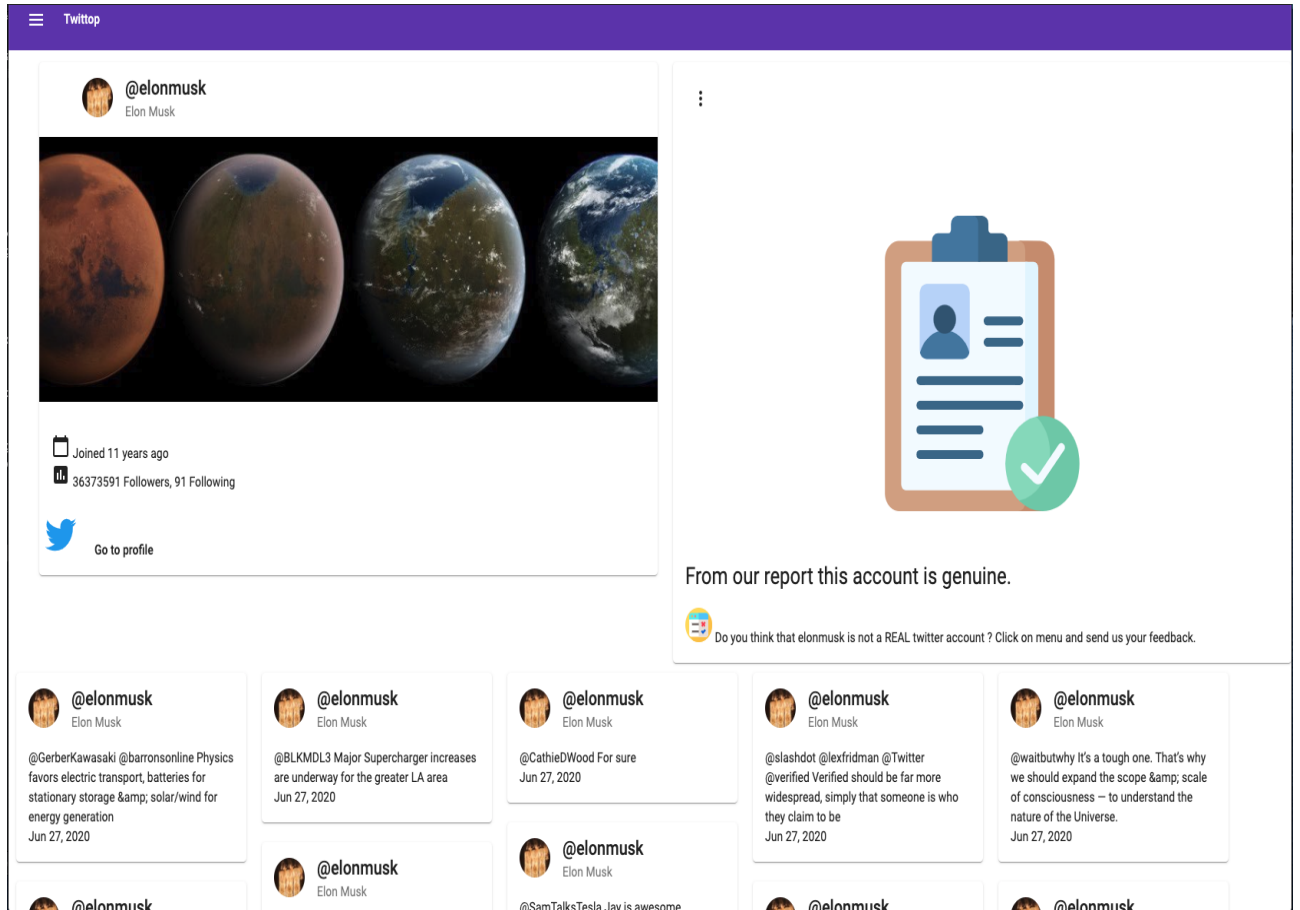 Twittop
@elonmusk
Elon Musk
Joined 11 years ago
36373591 Followers, 91 Following
Go to profile
From our report this account is genuine.
Do you think that elonmusk is not a REAL twitter account ? Click on menu and send us your feedback.
@elonmusk
Elon Musk
@GerberKawasaki @barronsonline Physics
favors electric transport, batteries for
stationary storage &amp; solar/wind for
energy generation
Jun 27, 2020
@elonmusk
Elon Musk
@BLKMDL3 Major Supercharger increases
are underway for the greater LA area
Jun 27, 2020
@elonmusk
Elon Musk
@CathieDWood For sure
Jun 27, 2020
@elonmusk
Elon Musk
@slashdot @lexfridman @Twitter
@verified Verified should be far more
widespread, simply that someone is who
they claim to be
Jun 27, 2020
@elonmusk
Elon Musk
@waitbutwhy It's a tough one. That's why
we should expand the scope &amp; scale
of consciousness — to understand the
nature of the Universe.
Jun 27, 2020
@elonmusk
@elonmusk
Elon Musk
@elonmusk
Elon Musk
@SamTalksTesla Jay is awesome
@elonmusk
@elonmusk